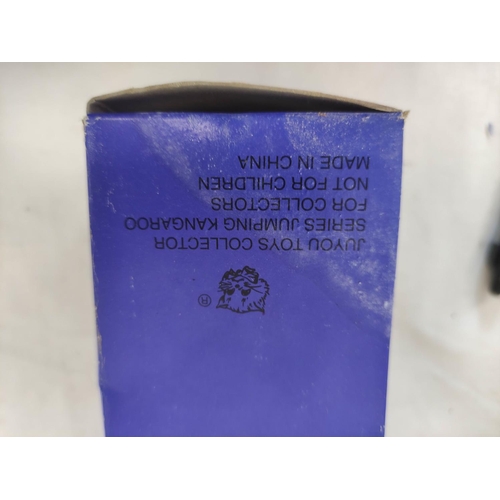 ®
JUYOU TOYS COLLECTOR
SERIES JUMPING KANGAROO
FOR COLLECTORS
NOT FOR CHILDREN
MADE IN CHINA